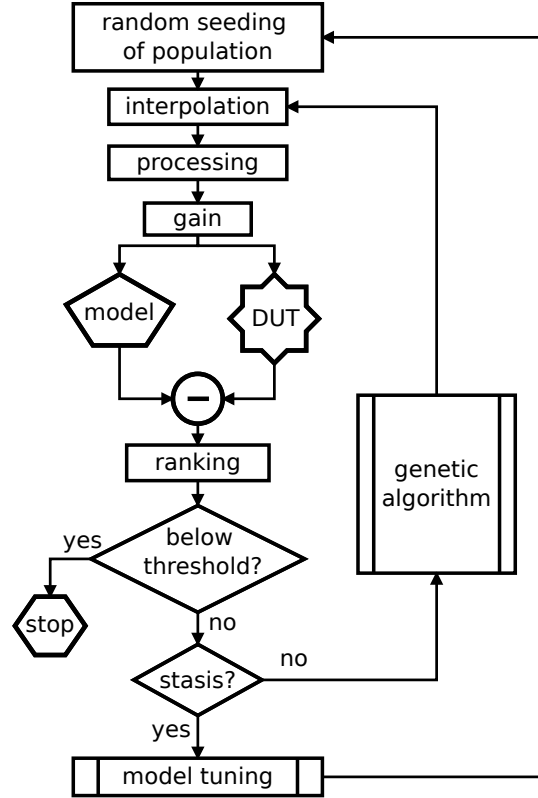 random seeding
of population
interpolation
processing
gain
model
DUT
−
ranking
genetic
algorithm
yes
below
threshold?
stop
no
no
stasis?
yes
model tuning